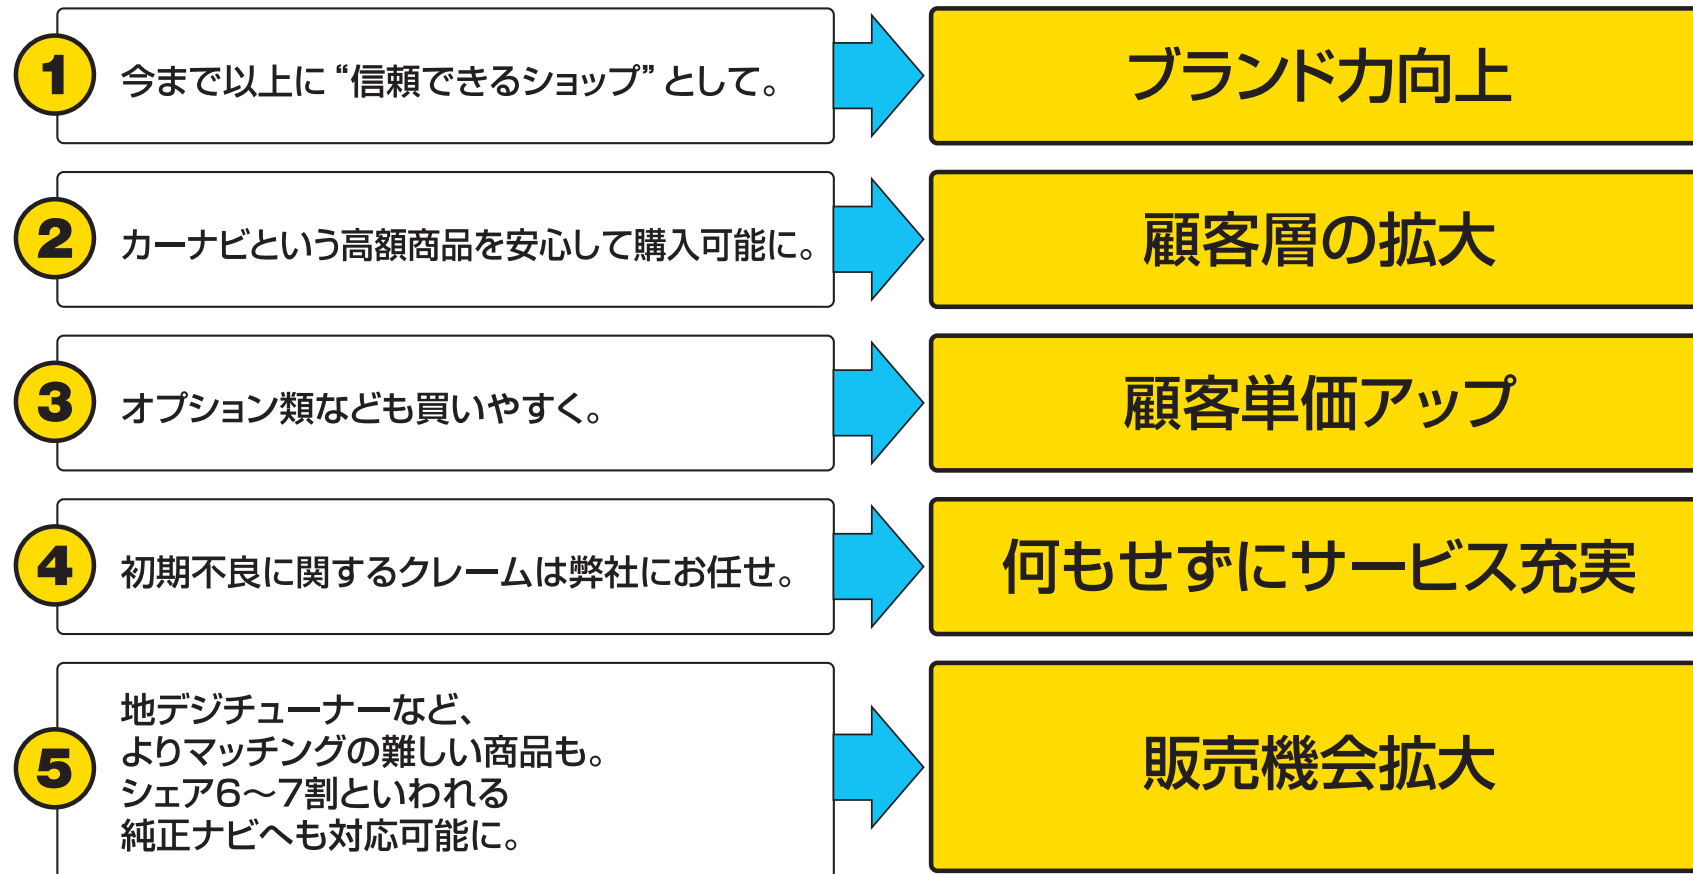 1
今まで以上に“信頼できるショップ”として。
ブランド力向上
2
カーナビという高額商品を安心して購入可能に。
顧客層の拡大
3
オプション類なども買いやすく。
顧客単価アップ
4
初期不良に関するクレームは弊社にお任せ。
何もせずにサービス充実
5
地デジチューナーなど、
よりマッチングの難しい商品も。
シェア6〜7割といわれる
純正ナビへも対応可能に。
販売機会拡大